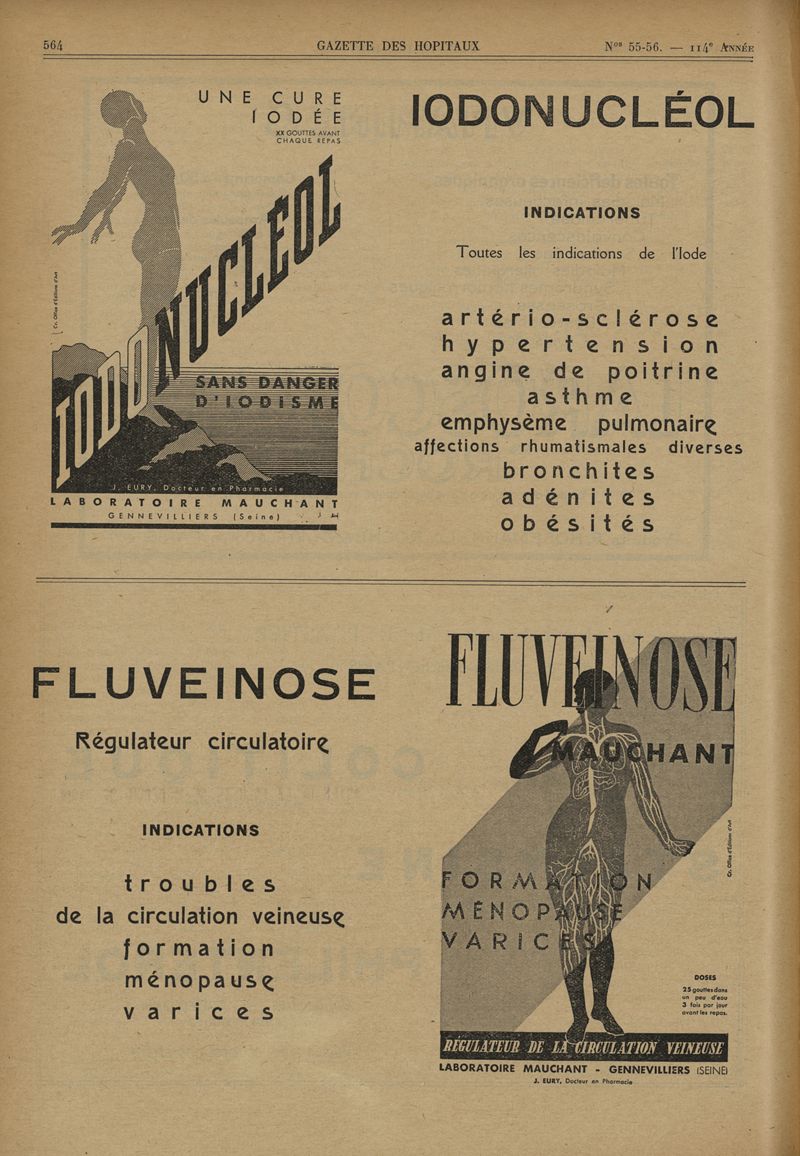 564 GAZETTE DES HOPITAUX Nos 55-56. — 114e ANNÉE
UNE CURE
IODÉE
XX GOUTTES AVANT
CHAQUE REPAS
IODONUCLÉOL
SANS DANGER
D'IODISME
J. EURY, Docteur en Pharmacie
LABORATOIRE MAUCHANT
GENNEVILLIERS (Seine)
IODONUCLÉOL
INDICATIONS
Toutes les indications de l'Iode
artério-sclérose
hypertension
angine de poitrine
asthme
emphysème pulmonaire
affections rhumatismales diverses
bronchites
adénites
obésités
FLUVEINOSE
Régulateur circulatoire
INDICATIONS
troubles
de la circulation veineuse
formation
ménopause
varices
FLUVEINOSE
MAUCHANT
FORMATION
MÉNOPAUSE
VARICES
Cr. Office d'Éditions d'Art
DOSES
25 gouttes dans
un peu d'eau
3 fois par jour
avant les repas.
RÉGULATEUR DE LA CIRCULATION VEINEUSE
LABORATOIRE MAUCHANT - GENNEVILLIERS (SEINE)
J. EURY, Docteur en Pharmacie